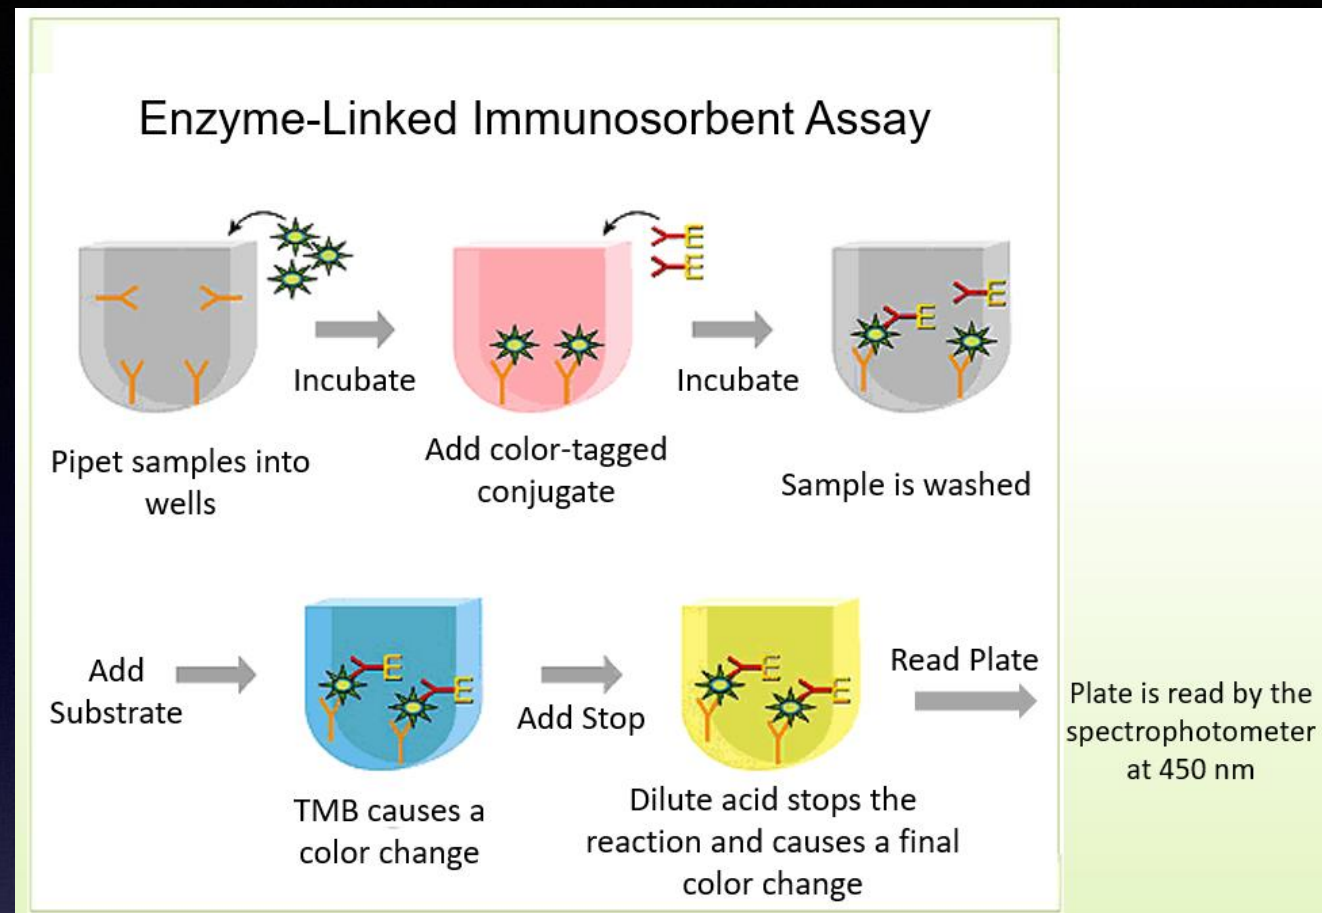 Enzyme-Linked Immunosorbent Assay
E
E
E
E
Incubate
Incubate
Pipet samples into
wells
Add color-tagged
conjugate
Sample is washed
Add
Substrate
E
E
Add Stop
E
E
Read Plate
Plate is read by the
spectrophotometer
at 450 nm
TMB causes a
color change
Dilute acid stops the
reaction and causes a final
color change